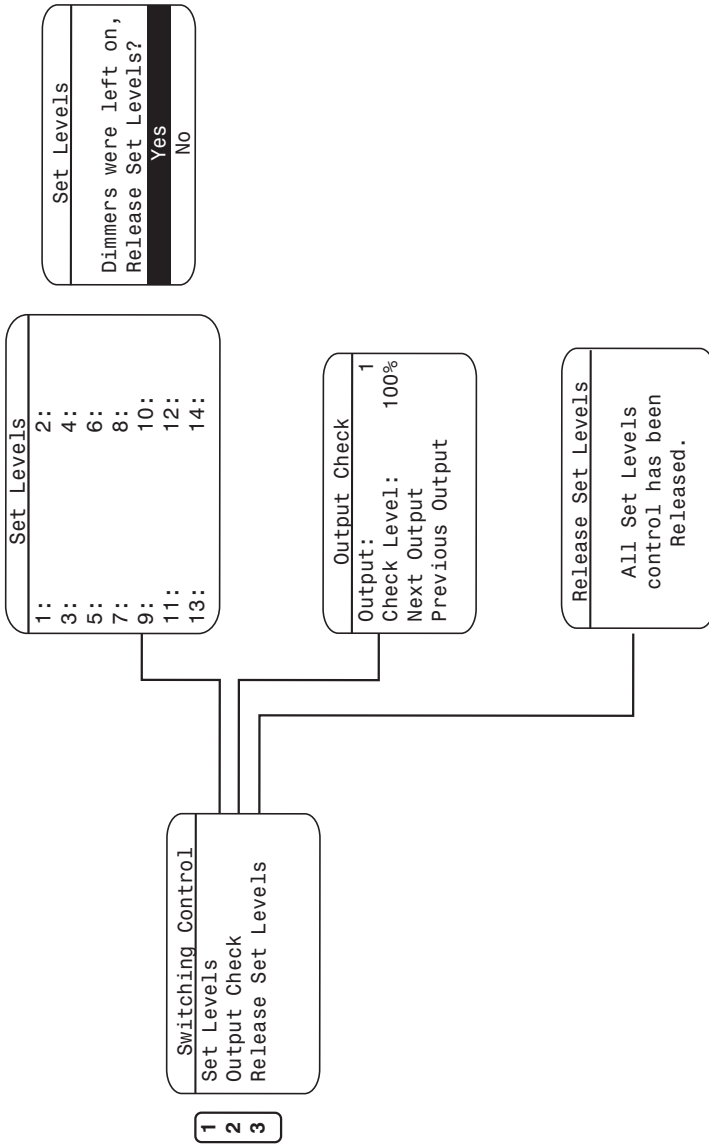 1
2
3
Switching Control
Set Levels
Output Check
Release Set Levels
Set Levels
1: 2:
3: 4:
5: 6:
7: 8:
9: 10:
11: 12:
13: 14:
Set Levels
Dimmers were left on,
Release Set Levels?
Yes
No
Output Check
Output: 1
Check Level: 100%
Next Output
Previous Output
Release Set Levels
All Set Levels
control has been
Released.